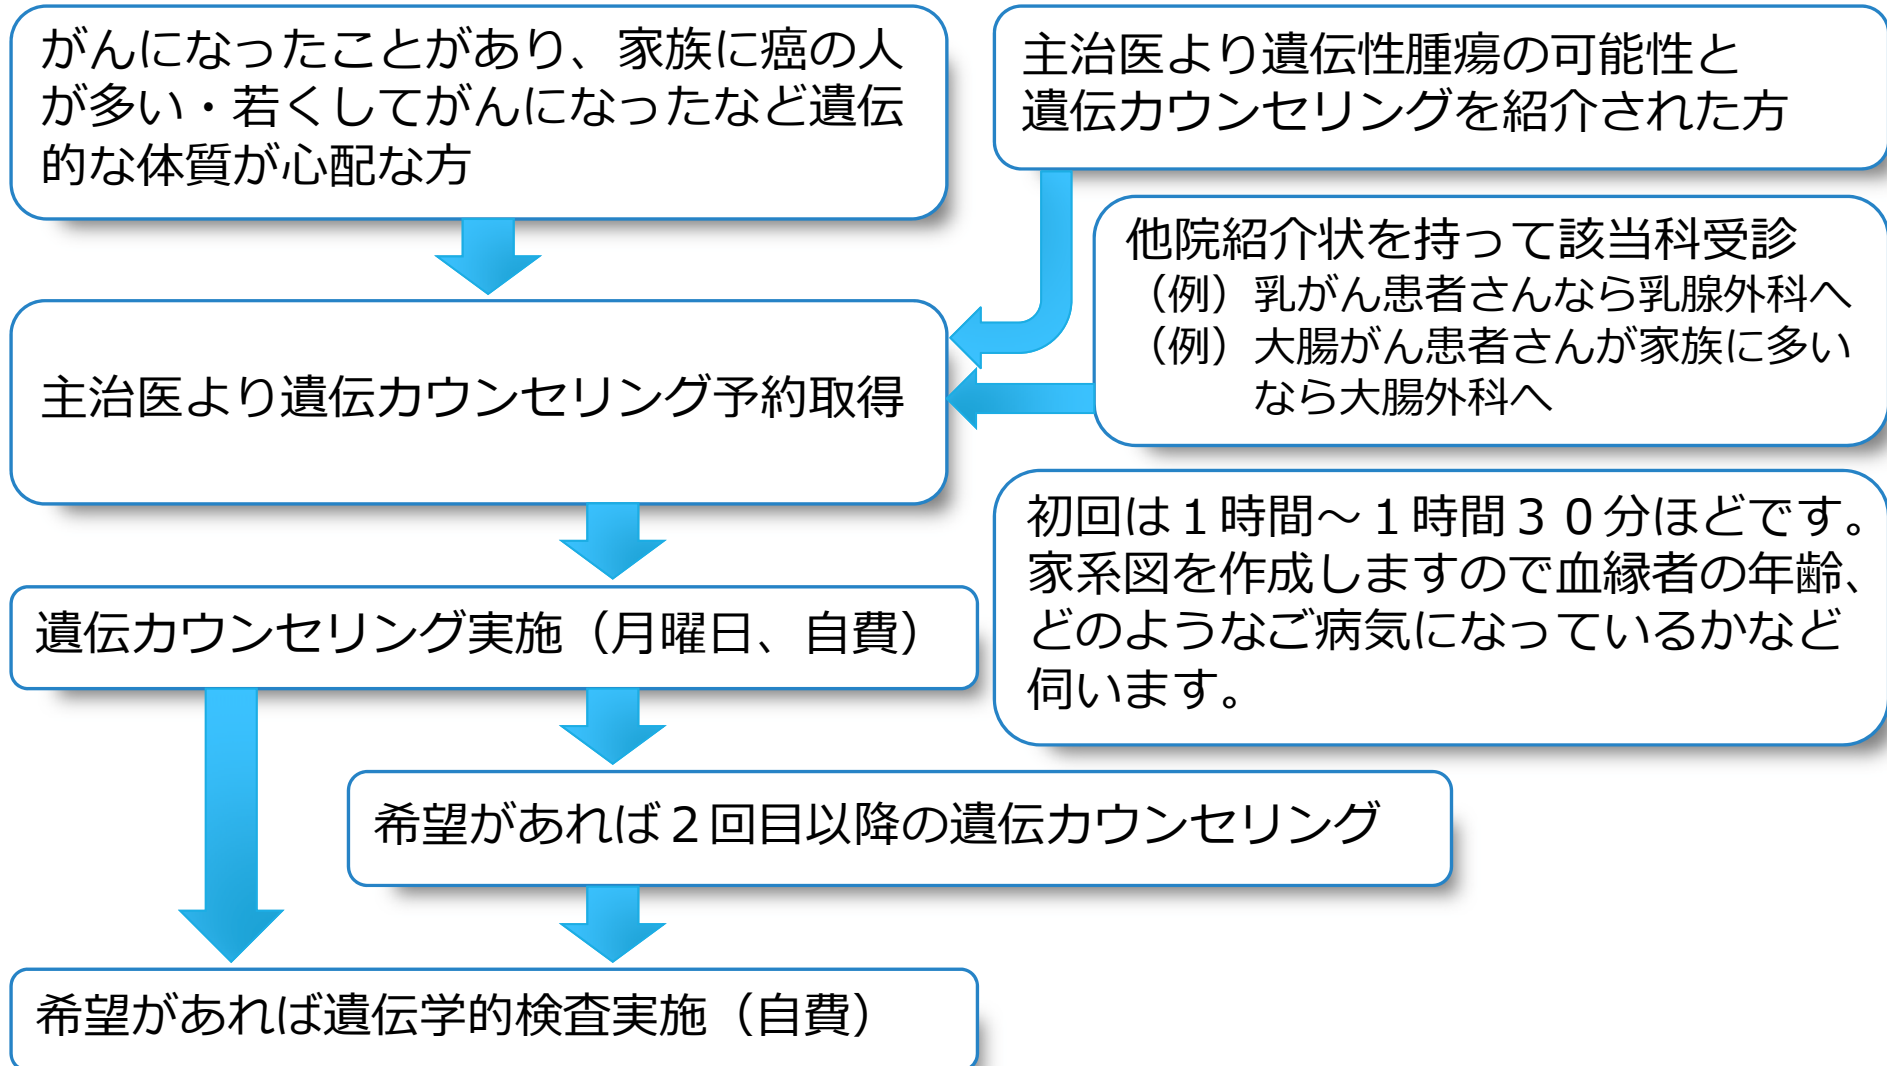 がんになったことがあり、家族に癌の人
が多い・若くしてがんになったなど遺伝
的な体質が心配な方
主治医より遺伝性腫瘍の可能性と
遺伝カウンセリングを紹介された方
他院紹介状を持って該当科受診
（例）乳がん患者さんなら乳腺外科へ
（例）大腸がん患者さんが家族に多い
なら大腸外科へ
主治医より遺伝カウンセリング予約取得
初回は１時間～１時間３０分ほどです。
家系図を作成しますので血縁者の年齢、
どのようなご病気になっているかなど
伺います。
遺伝カウンセリング実施（月曜日、自費）
希望があれば２回目以降の遺伝カウンセリング
希望があれば遺伝学的検査実施（自費）